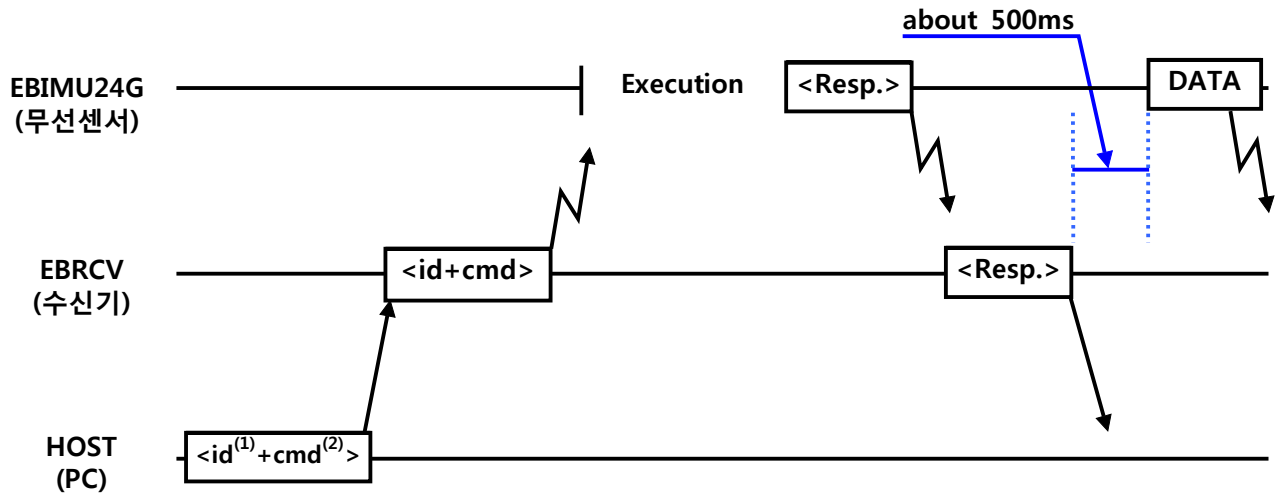 about 500ms
EBIMU24G
(무선센서)
Execution
<Resp.>
DATA
EBRCV
(수신기)
<id+cmd>
<Resp.>
HOST
(PC)
<id(1)+cmd(2)>